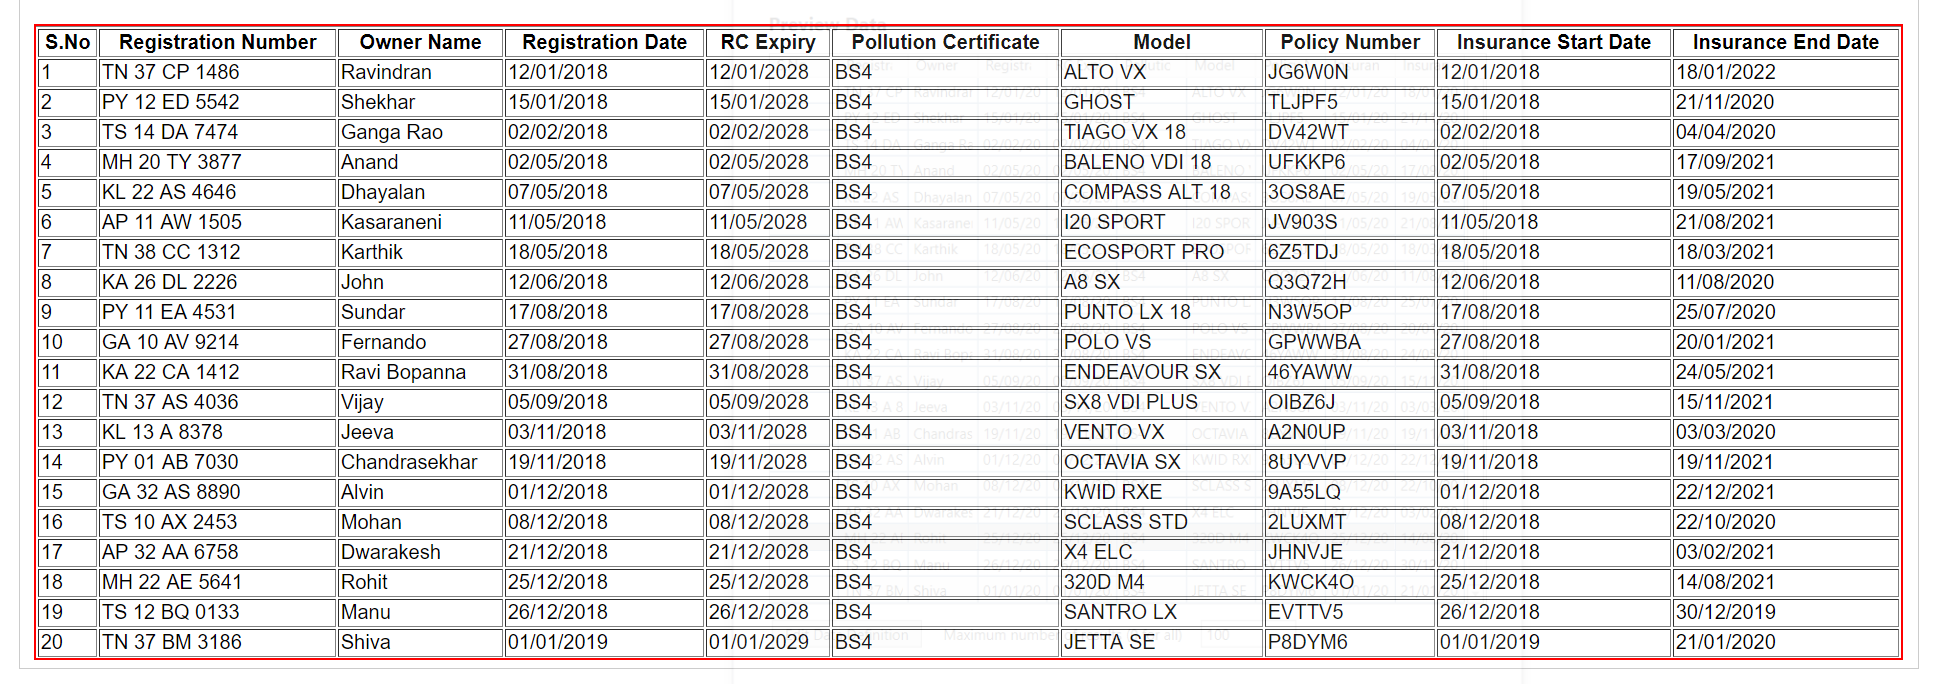 S.No Registration Number Owner Name Registration Date RC Expiry Pollution Certificate Model Policy Number Insurance Start Date Insurance End Date
1 TN 37 CP 1486 Ravindran 12/01/2018 12/01/2028 BS4 ALTO VX JG6W0N 12/01/2018 18/01/2022
2 PY 12 ED 5542 Shekhar 15/01/2018 15/01/2028 BS4 GHOST TLJPF5 15/01/2018 21/11/2020
3 TS 14 DA 7474 Ganga Rao 02/02/2018 02/02/2028 BS4 TIAGO VX 18 DV42WT 02/02/2018 04/04/2020
4 MH 20 TY 3877 Anand 02/05/2018 02/05/2028 BS4 BALENO VDI 18 UFKKP6 02/05/2018 17/09/2021
5 KL 22 AS 4646 Dhayalan 07/05/2018 07/05/2028 BS4 COMPASS ALT 18 3OS8AE 07/05/2018 19/05/2021
6 AP 11 AW 1505 Kasaraneni 11/05/2018 11/05/2028 BS4 I20 SPORT JV903S 11/05/2018 21/08/2021
7 TN 38 CC 1312 Karthik 18/05/2018 18/05/2028 BS4 ECOSPORT PRO 6Z5TDJ 18/05/2018 18/03/2021
8 KA 26 DL 2226 John 12/06/2018 12/06/2028 BS4 A8 SX Q3Q72H 12/06/2018 11/08/2020
9 PY 11 EA 4531 Sundar 17/08/2018 17/08/2028 BS4 PUNTO LX 18 N3W5OP 17/08/2018 25/07/2020
10 GA 10 AV 9214 Fernando 27/08/2018 27/08/2028 BS4 POLO VS GPWWBA 27/08/2018 20/01/2021
11 KA 22 CA 1412 Ravi Bopanna 31/08/2018 31/08/2028 BS4 ENDEAVOUR SX 46YAWW 31/08/2018 24/05/2021
12 TN 37 AS 4036 Vijay 05/09/2018 05/09/2028 BS4 SX8 VDI PLUS OIBZ6J 05/09/2018 15/11/2021
13 KL 13 A 8378 Jeeva 03/11/2018 03/11/2028 BS4 VENTO VX A2N0UP 03/11/2018 03/03/2020
14 PY 01 AB 7030 Chandrasekhar 19/11/2018 19/11/2028 BS4 OCTAVIA SX 8UYVVP 19/11/2018 19/11/2021
15 GA 32 AS 8890 Alvin 01/12/2018 01/12/2028 BS4 KWID RXE 9A55LQ 01/12/2018 22/12/2021
16 TS 10 AX 2453 Mohan 08/12/2018 08/12/2028 BS4 SCLASS STD 2LUXMT 08/12/2018 22/10/2020
17 AP 32 AA 6758 Dwarakesh 21/12/2018 21/12/2028 BS4 X4 ELC JHNVJE 21/12/2018 03/02/2021
18 MH 22 AE 5641 Rohit 25/12/2018 25/12/2028 BS4 320D M4 KWCK4O 25/12/2018 14/08/2021
19 TS 12 BQ 0133 Manu 26/12/2018 26/12/2028 BS4 SANTRO LX EVTTV5 26/12/2018 30/12/2019
20 TN 37 BM 3186 Shiva 01/01/2019 01/01/2029 BS4 JETTA SE P8DYM6 01/01/2019 21/01/2020